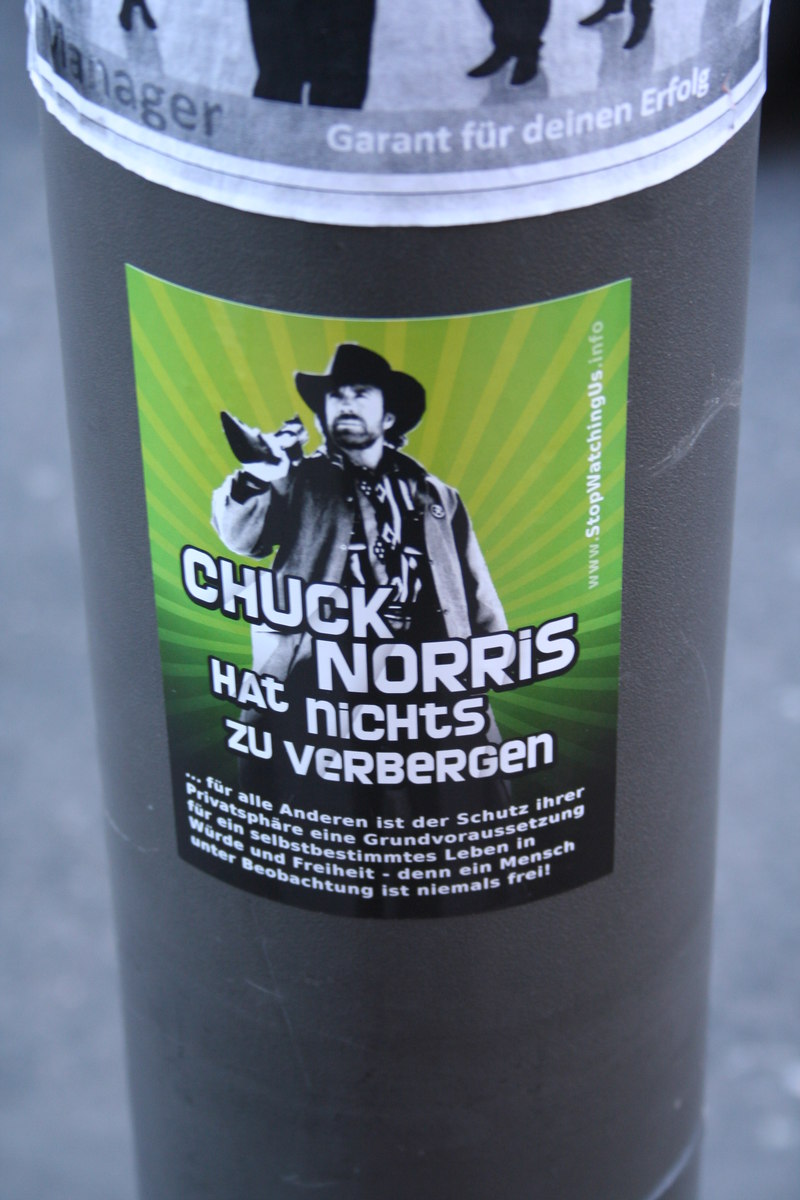 Manager
Garant für deinen Erfolg
www.StopWatchingUs.info
CHUCK
NORRiS
HAt NiCHtS
ZU VeRBeRGeN
... für alle Anderen ist der Schutz ihrer
Privatsphäre eine Grundvoraussetzung
für ein selbstbestimmtes Leben in
Würde und Freiheit - denn ein Mensch
unter Beobachtung ist niemals frei!